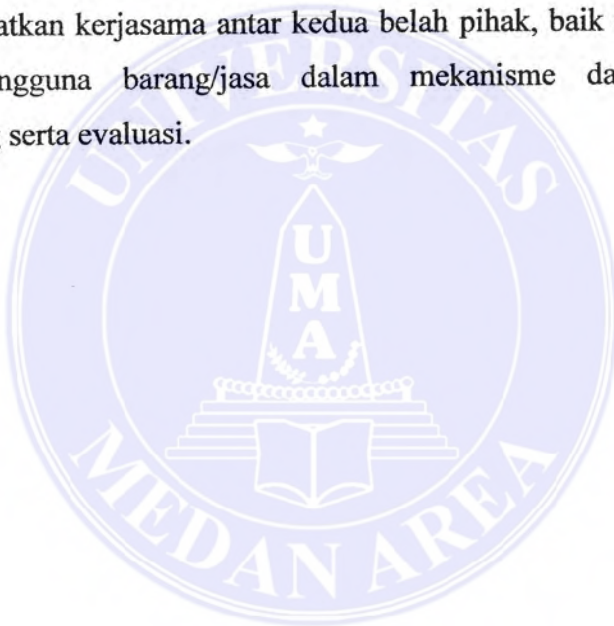 atkan kerjasama antar kedua belah pihak, baik
ngguna barang/jasa dalam mekanisme da
serta evaluasi.
UNIVERSITAS
UMA
MEDAN AREA